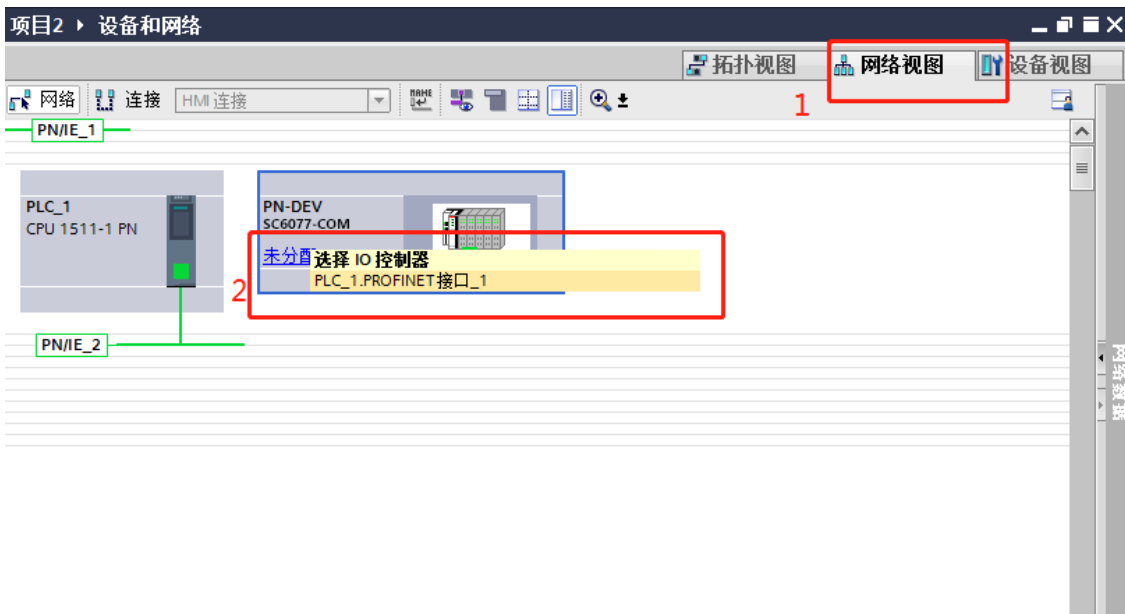 项目2 ▸ 设备和网络
拓扑视图 网络视图 设备视图
网络 连接 HMI 连接
1
PN/IE_1
PLC_1
CPU 1511-1 PN
PN-DEV
SC6077-COM
未分配
选择 IO 控制器
PLC_1.PROFINET接口_1
2
PN/IE_2
网络数据